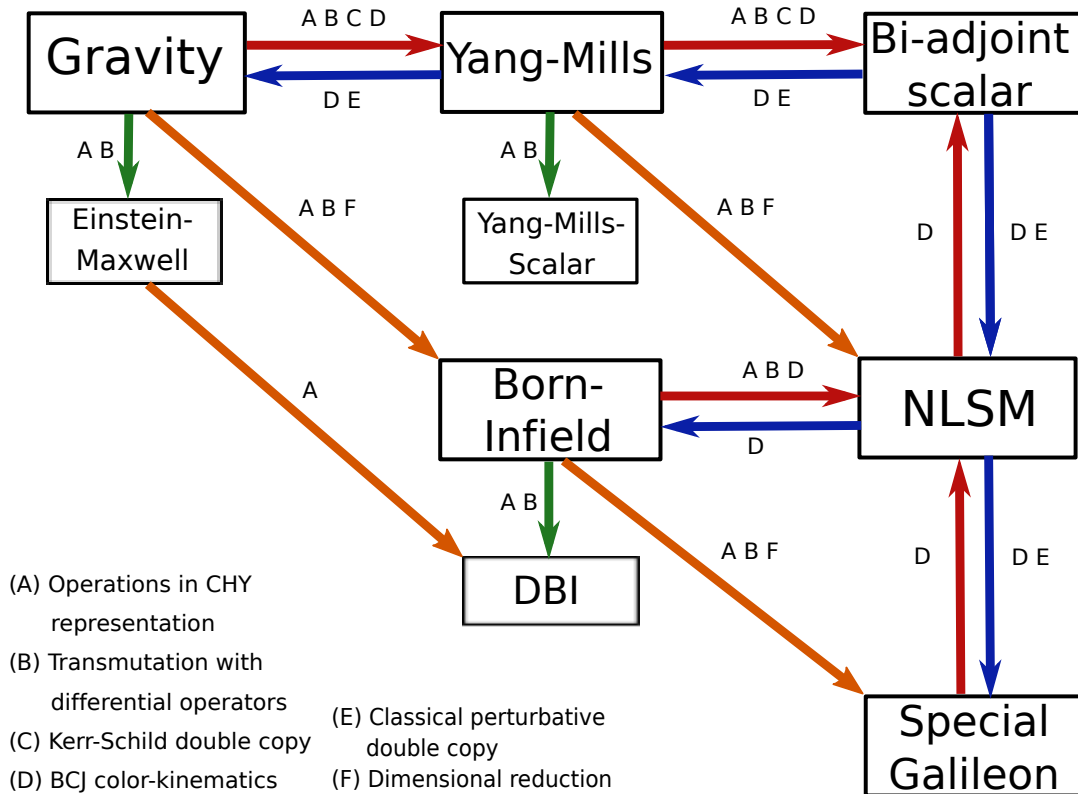 A B C D
A B C D
Gravity
Yang-Mills
Bi-adjoint
scalar
D E
D E
A B
A B
Einstein-
Maxwell
A B F
Yang-Mills-
Scalar
A B F
D
D E
A
Born-
Infield
A B D
D
NLSM
A B
A B F
D
D E
DBI
(A) Operations in CHY
representation
(B) Transmutation with
differential operators
(C) Kerr-Schild double copy
(D) BCJ color-kinematics
(E) Classical perturbative
double copy
(F) Dimensional reduction
Special
Galileon